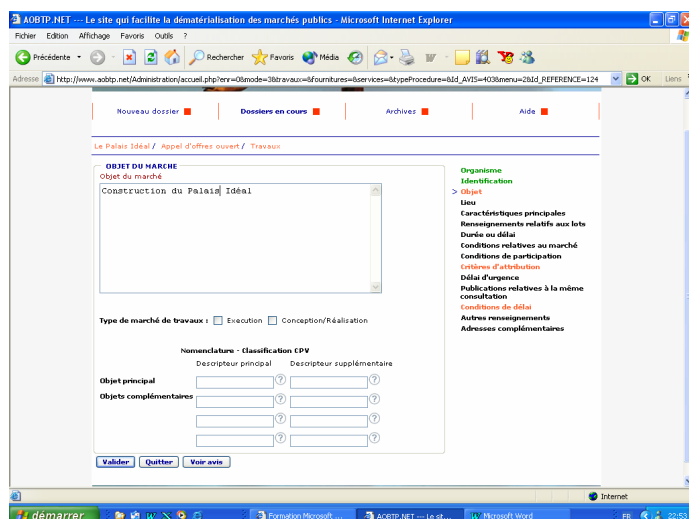 AOBTP.NET --- Le site qui facilite la dématérialisation des marchés publics - Microsoft Internet Explorer
Fichier Edition Affichage Favoris Outils ?
Précédente Rechercher Favoris Média
Adresse http://www.aobtp.net/Administration/accueil.php?enr=0&mode=3&travaux=&fournitures=&services=&typeProcedure=&Id_AVIS=403&menu=2&Id_REFERENCE=124 OK Liens
Nouveau dossier Dossiers en cours Archives Aide
Le Palais Idéal / Appel d'offres ouvert / Travaux
OBJET DU MARCHE
Objet du marché
Construction du Palais Idéal
Type de marché de travaux : Execution Conception/Réalisation
Nomenclature - Classification CPV
Descripteur principal Descripteur supplémentaire
Objet principal ? ?
Objets complémentaires ? ?
? ?
? ?
Valider Quitter Voir avis
Organisme
Identification
> Objet
Lieu
Caractéristiques principales
Renseignements relatifs aux lots
Durée ou délai
Conditions relatives au marché
Conditions de participation
Critères d'attribution
Délai d'urgence
Publications relatives à la même
consultation
Conditions de délai
Autres renseignements
Adresses complémentaires
Internet
démarrer Formation Microsoft ... AOBTP.NET --- Le sit... Microsoft Word FR 22:53